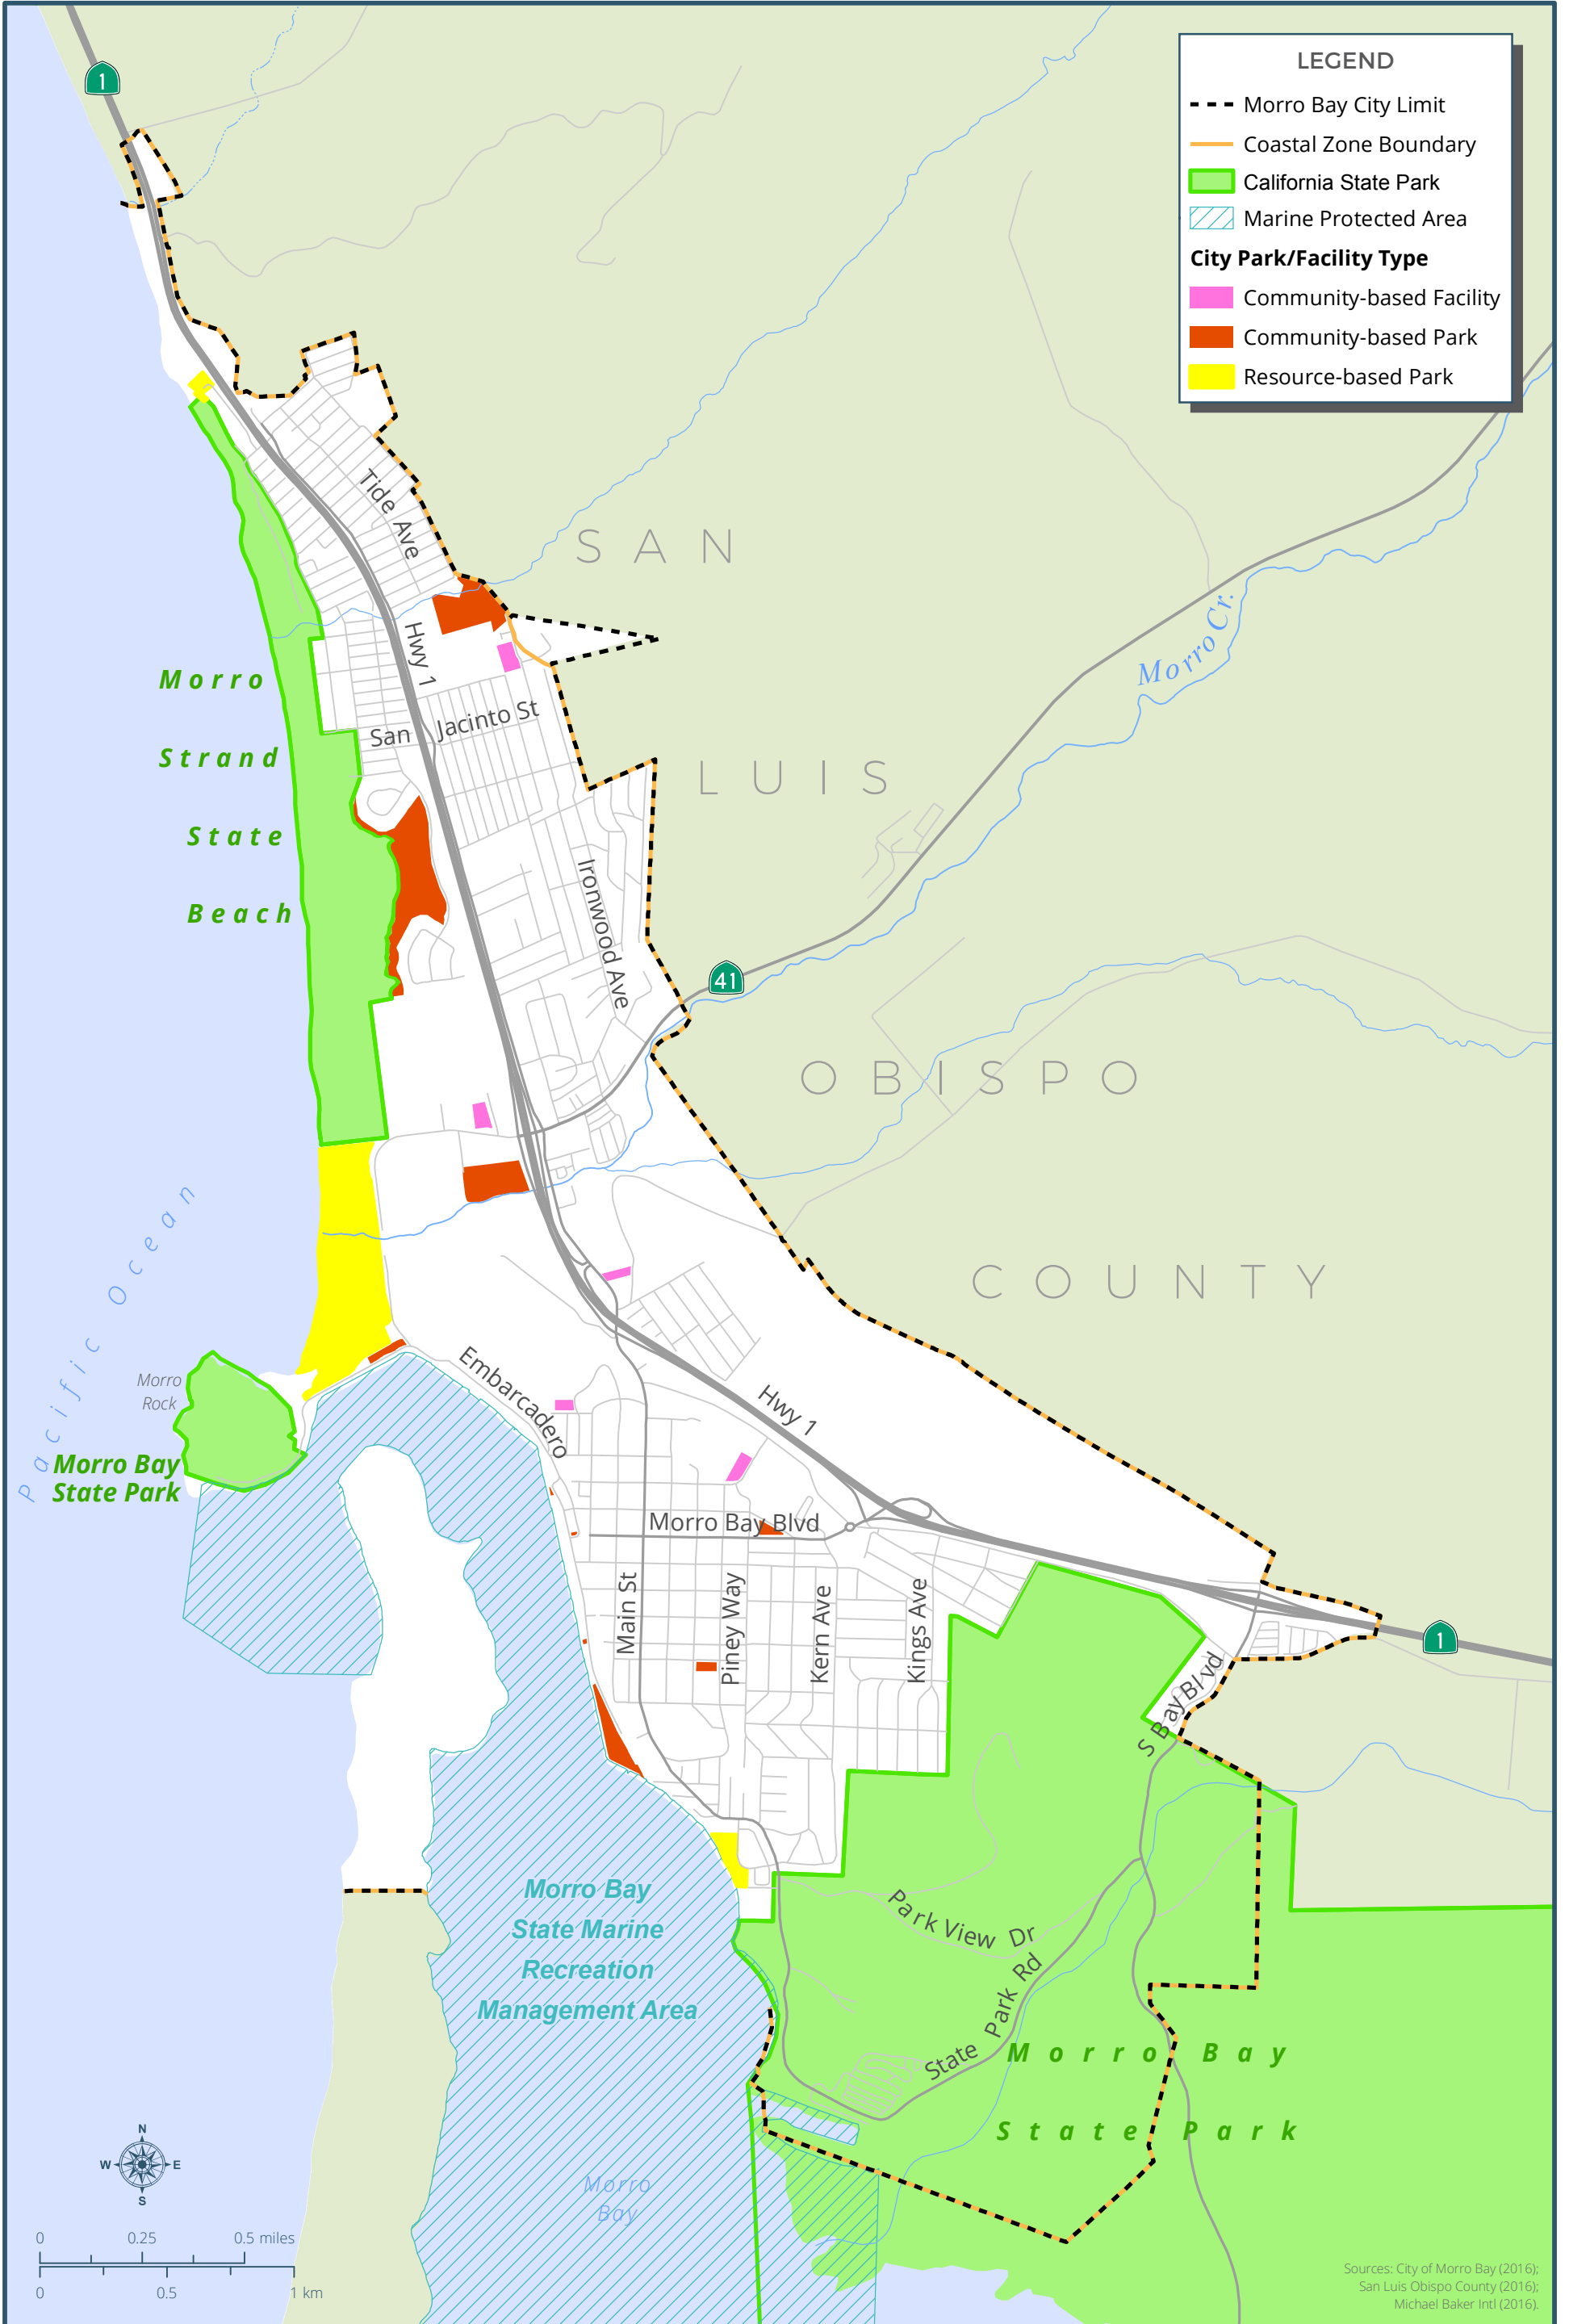 LEGEND
Morro Bay City Limit
Coastal Zone Boundary
California State Park
Marine Protected Area
City Park/Facility Type
Community-based Facility
Community-based Park
Resource-based Park
1
Tide Ave
SAN
Hwy 1
Morro Cr.
Morro
Strand
State
Beach
San Jacinto St
LUIS
Ironwood Ave
41
OBISPO
COUNTY
Pacific Ocean
Morro
Rock
Morro Bay
State Park
Embarcadero
Hwy 1
Morro Bay Blvd
Main St
Piney Way
Kern Ave
Kings Ave
1
S Bay Blvd
Morro Bay
State Marine
Recreation
Management Area
Park View Dr
State Park Rd
Morro Bay
State Park
Morro
Bay
N
W E
S
0 0.25 0.5 miles
0 0.5 1 km
Sources: City of Morro Bay (2016);
San Luis Obispo County (2016);
Michael Baker Intl (2016).